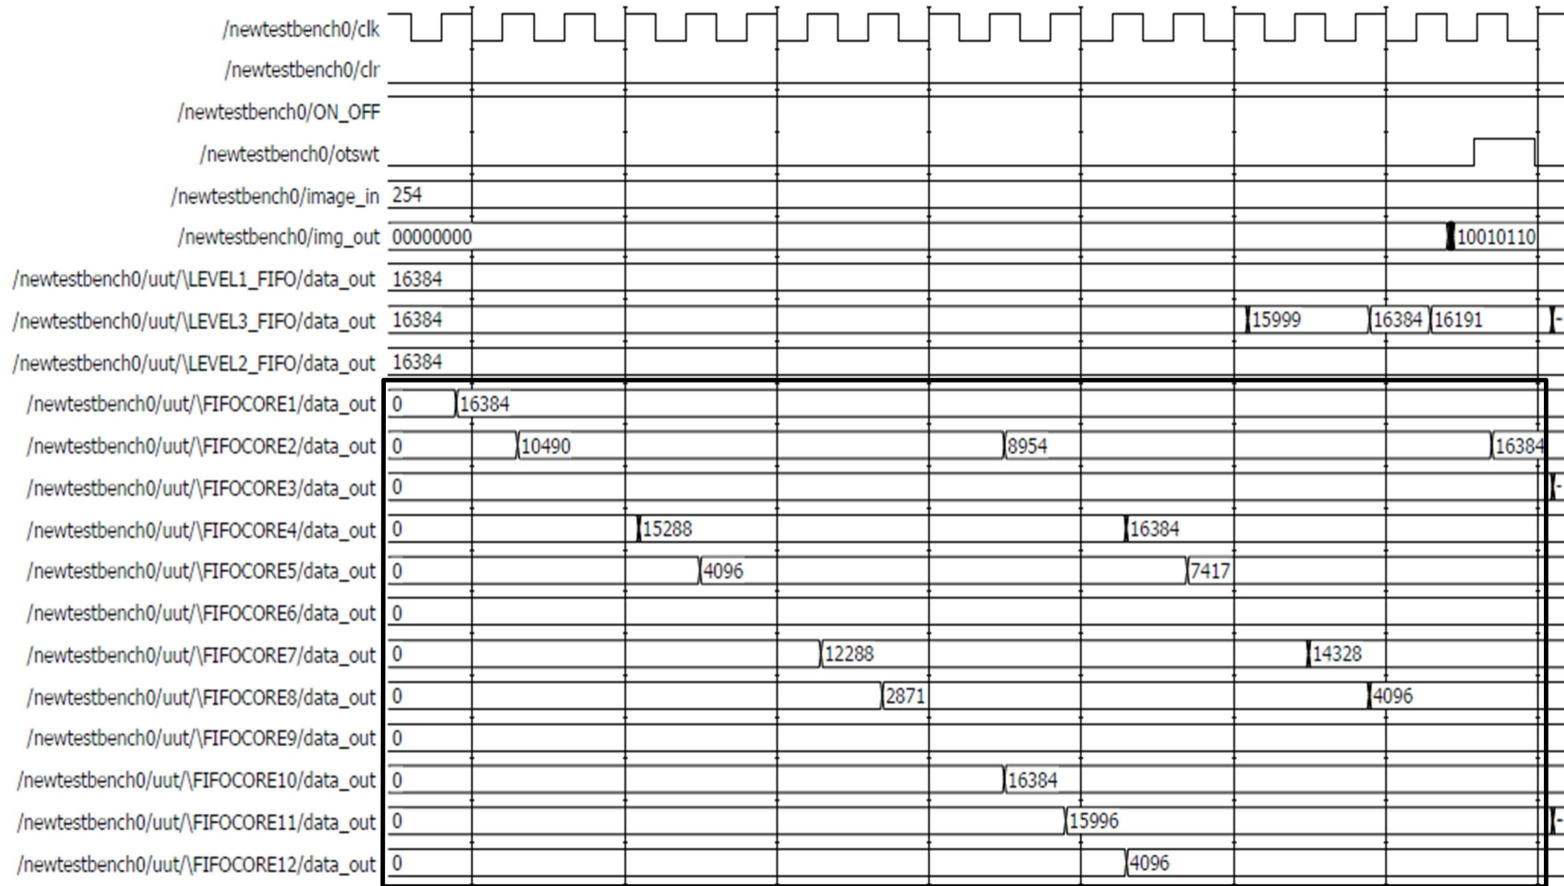 /newtestbench0/clk
/newtestbench0/clr
/newtestbench0/ON_OFF
/newtestbench0/otswt
/newtestbench0/image_in 254
/newtestbench0/img_out 00000000 10010110
/newtestbench0/uut/\LEVEL1_FIFO/data_out 16384
/newtestbench0/uut/\LEVEL3_FIFO/data_out 16384 15999 16384 16191 -
/newtestbench0/uut/\LEVEL2_FIFO/data_out 16384
/newtestbench0/uut/\FIFOCORE1/data_out 0 16384
/newtestbench0/uut/\FIFOCORE2/data_out 0 10490 8954 16384
/newtestbench0/uut/\FIFOCORE3/data_out 0 -
/newtestbench0/uut/\FIFOCORE4/data_out 0 15288 16384
/newtestbench0/uut/\FIFOCORE5/data_out 0 4096 7417
/newtestbench0/uut/\FIFOCORE6/data_out 0
/newtestbench0/uut/\FIFOCORE7/data_out 0 12288 14328
/newtestbench0/uut/\FIFOCORE8/data_out 0 2871 4096
/newtestbench0/uut/\FIFOCORE9/data_out 0
/newtestbench0/uut/\FIFOCORE10/data_out 0 16384
/newtestbench0/uut/\FIFOCORE11/data_out 0 15996 -
/newtestbench0/uut/\FIFOCORE12/data_out 0 4096